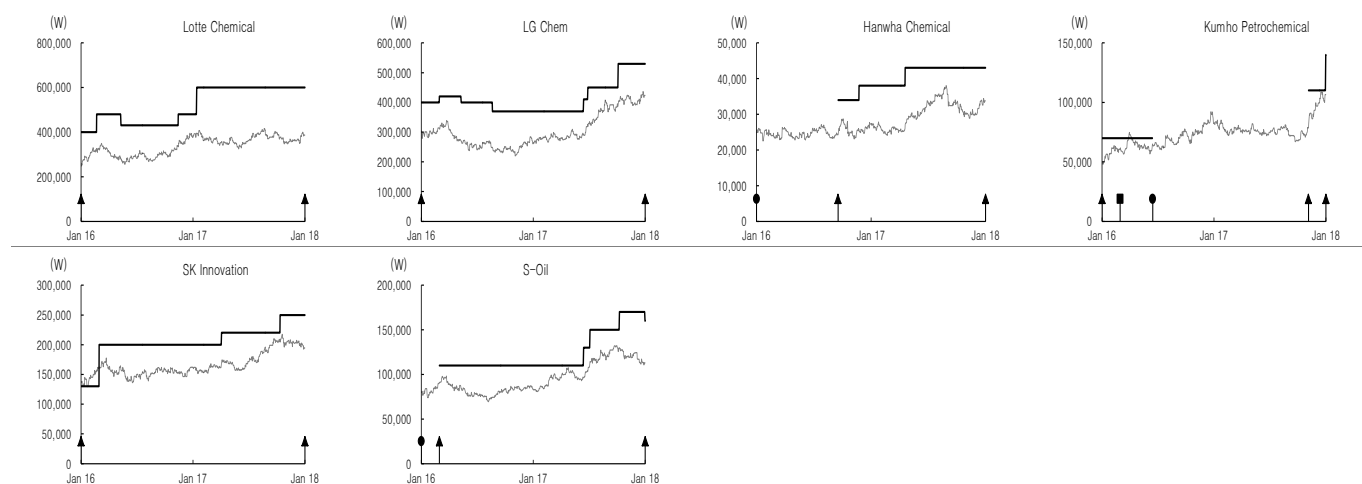 (W) Lotte Chemical
800,000
600,000
400,000
200,000
0
Jan 16 Jan 17 Jan 18
(W) LG Chem
600,000
500,000
400,000
300,000
200,000
100,000
0
Jan 16 Jan 17 Jan 18
(W) Hanwha Chemical
50,000
40,000
30,000
20,000
10,000
0
Jan 16 Jan 17 Jan 18
(W) Kumho Petrochemical
150,000
100,000
50,000
0
Jan 16 Jan 17 Jan 18
(W) SK Innovation
300,000
250,000
200,000
150,000
100,000
50,000
0
Jan 16 Jan 17 Jan 18
(W) S-Oil
200,000
150,000
100,000
50,000
0
Jan 16 Jan 17 Jan 18